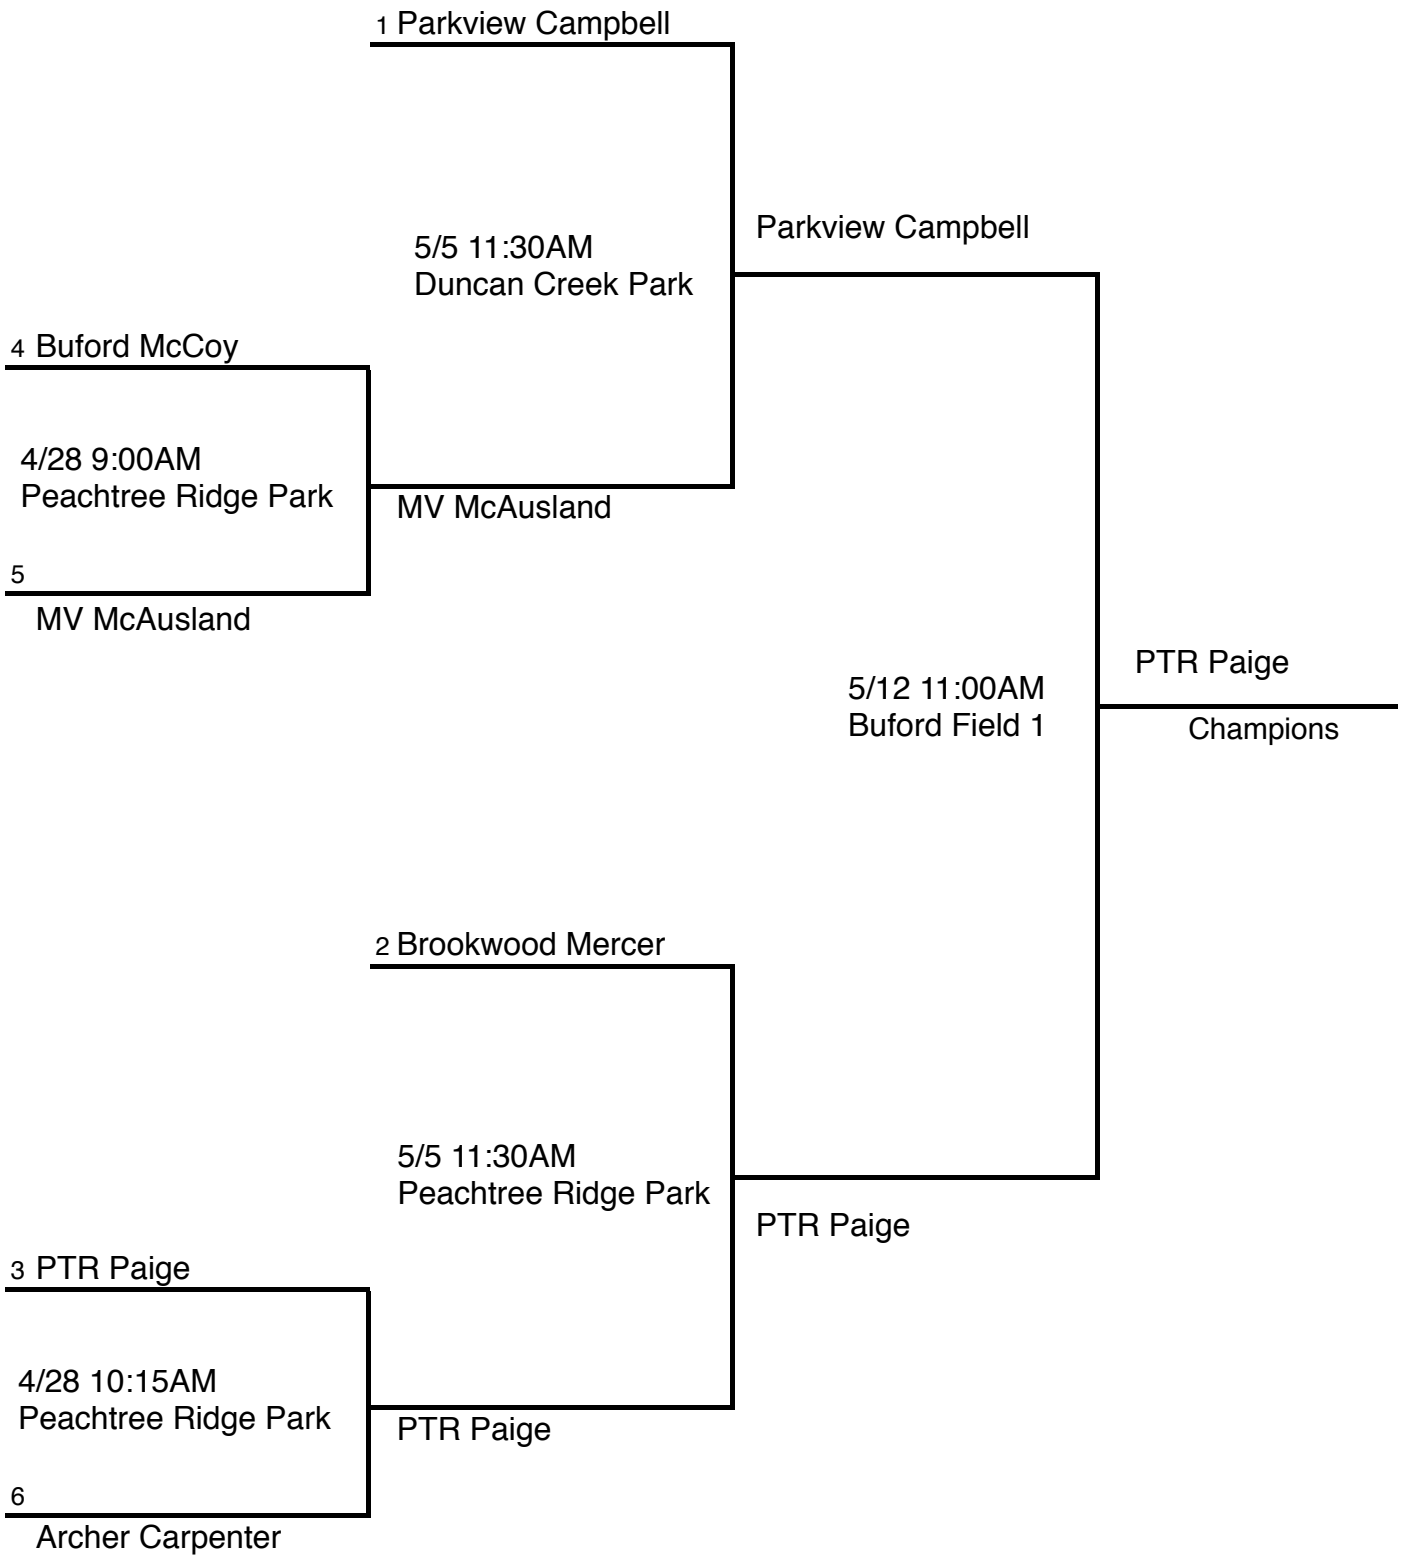 1 Parkview Campbell
Parkview Campbell
5/5 11:30AM
Duncan Creek Park
4 Buford McCoy
4/28 9:00AM
Peachtree Ridge Park
MV McAusland
5
MV McAusland
PTR Paige
5/12 11:00AM
Buford Field 1
Champions
2 Brookwood Mercer
5/5 11:30AM
Peachtree Ridge Park
PTR Paige
3 PTR Paige
4/28 10:15AM
Peachtree Ridge Park
PTR Paige
6
Archer Carpenter